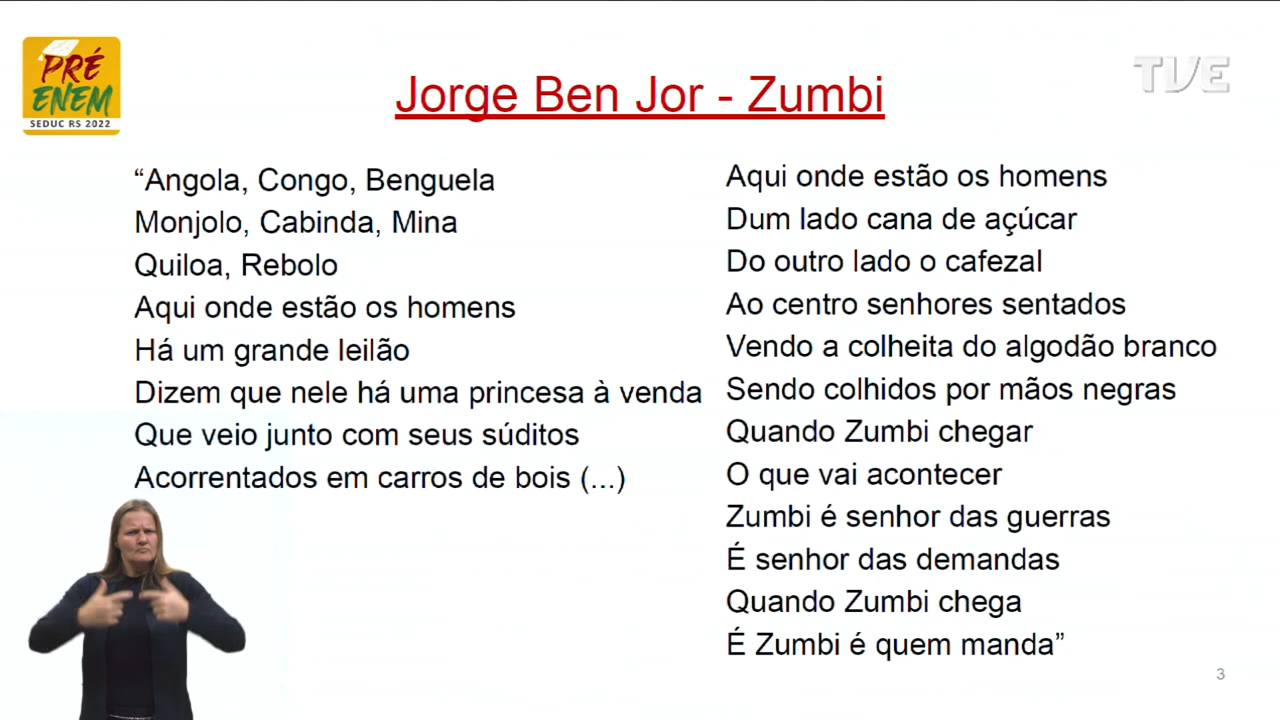 PRÉ
ENEM
SEDUC RS 2022
TVE
Jorge Ben Jor - Zumbi
“Angola, Congo, Benguela
Monjolo, Cabinda, Mina
Quiloa, Rebolo
Aqui onde estão os homens
Há um grande leilão
Dizem que nele há uma princesa à venda
Que veio junto com seus súditos
Acorrentados em carros de bois (...)
Aqui onde estão os homens
Dum lado cana de açúcar
Do outro lado o cafezal
Ao centro senhores sentados
Vendo a colheita do algodão branco
Sendo colhidos por mãos negras
Quando Zumbi chegar
O que vai acontecer
Zumbi é senhor das guerras
É senhor das demandas
Quando Zumbi chega
É Zumbi é quem manda”
3